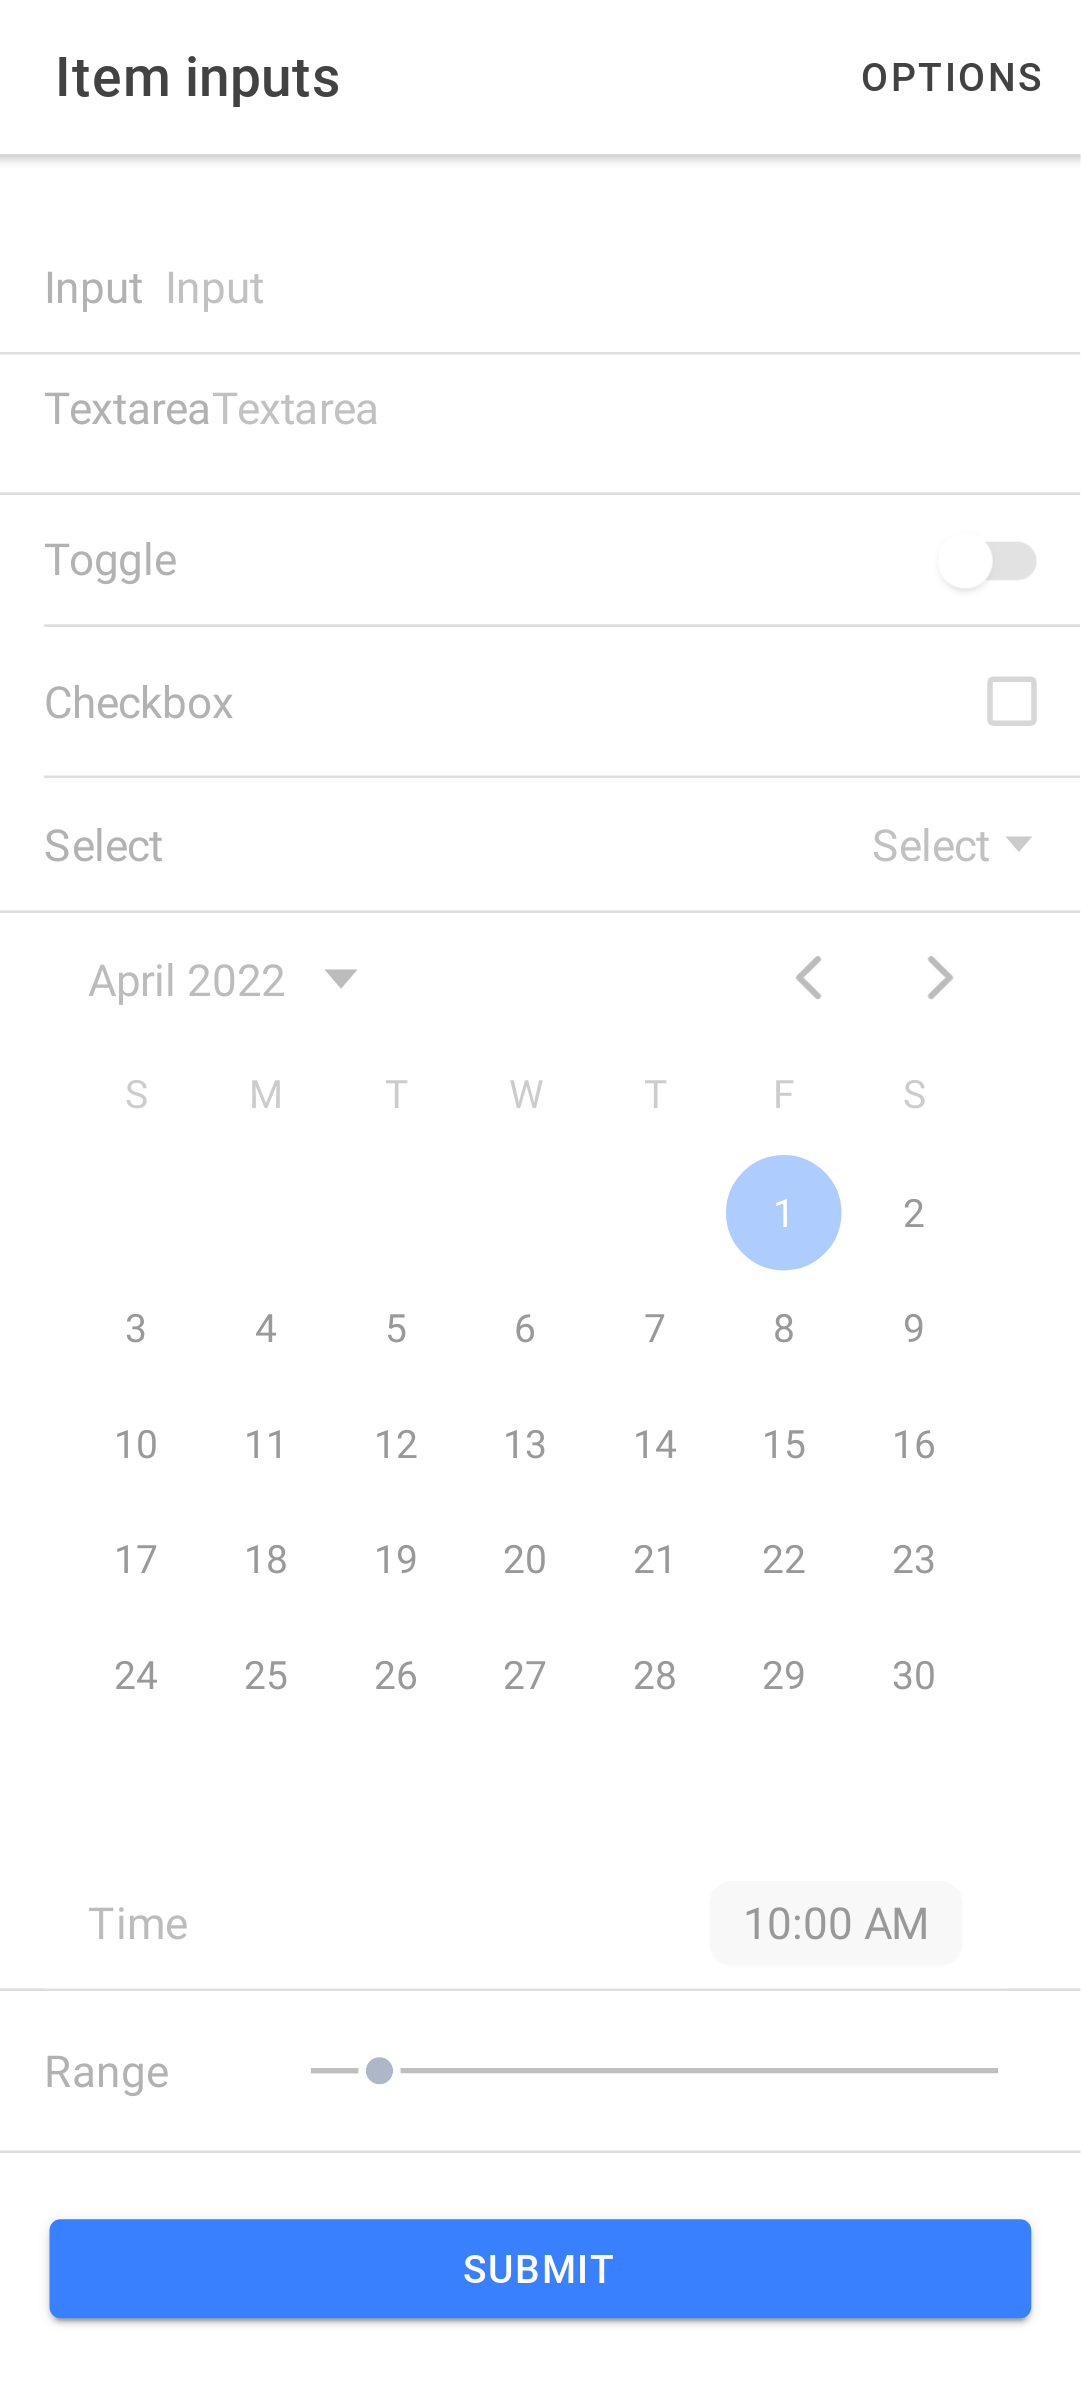 Item inputs OPTIONS
Input Input
TextareaTextarea
Toggle
Checkbox
Select Select
April 2022
S M T W T F S
1 2
3 4 5 6 7 8 9
10 11 12 13 14 15 16
17 18 19 20 21 22 23
24 25 26 27 28 29 30
Time 10:00 AM
Range
SUBMIT